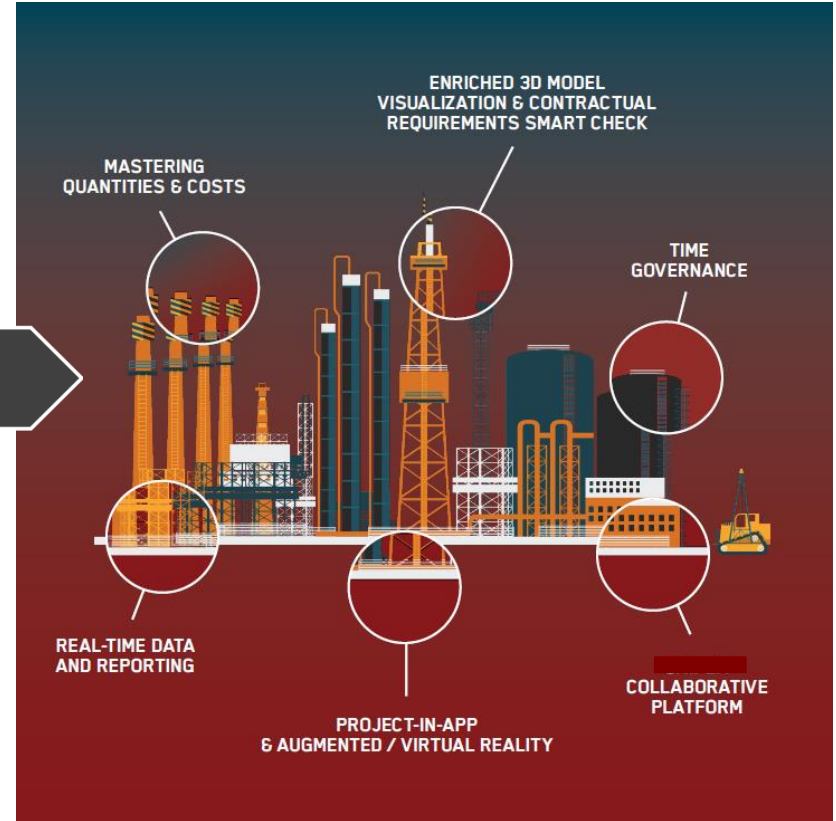 ENRICHED 3D MODEL
VISUALIZATION & CONTRACTUAL
REQUIREMENTS SMART CHECK
MASTERING
QUANTITIES & COSTS
TIME
GOVERNANCE
REAL-TIME DATA
AND REPORTING
COLLABORATIVE
PLATFORM
PROJECT-IN-APP
& AUGMENTED / VIRTUAL REALITY